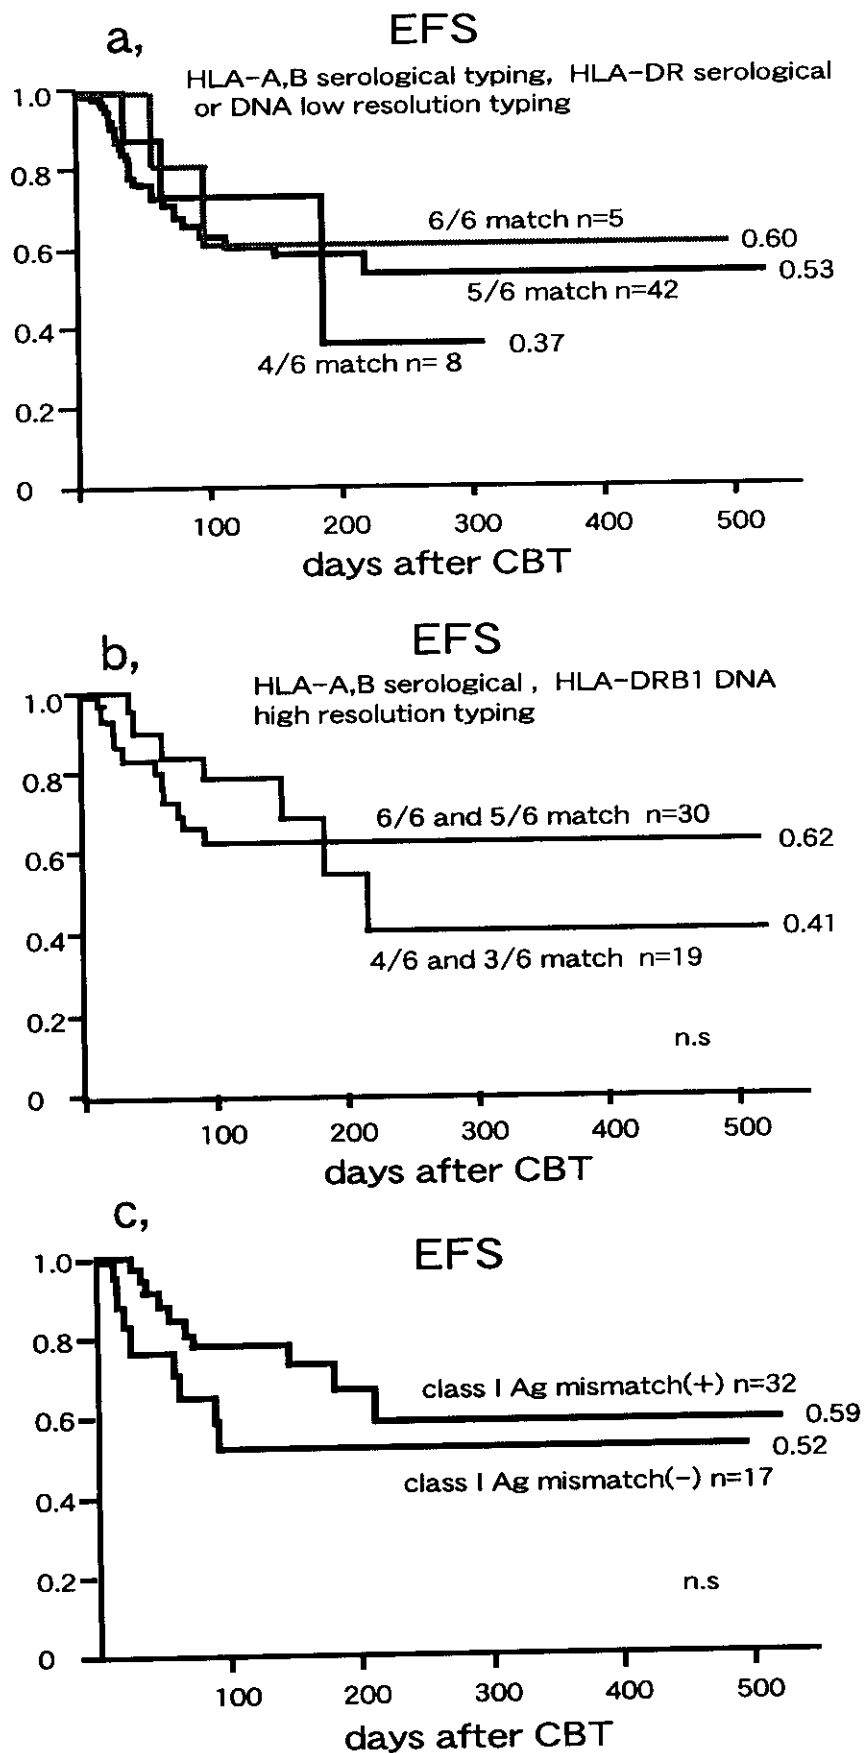 a,
EFS
HLA-A,B serological typing, HLA-DR serological
or DNA low resolution typing
1.0
0.8
0.6
0.4
0.2
0
6/6 match n=5
0.60
0.53
5/6 match n=42
0.37
4/6 match n= 8
100 200 300 400 500
days after CBT
b,
EFS
HLA-A,B serological , HLA-DRB1 DNA
high resolution typing
1.0
0.8
0.6
0.4
0.2
0
6/6 and 5/6 match n=30
0.62
0.41
4/6 and 3/6 match n=19
n.s
100 200 300 400 500
days after CBT
c,
EFS
1.0
0.8
0.6
0.4
0.2
0
class I Ag mismatch(+) n=32
0.59
0.52
class I Ag mismatch(-) n=17
n.s
100 200 300 400 500
days after CBT